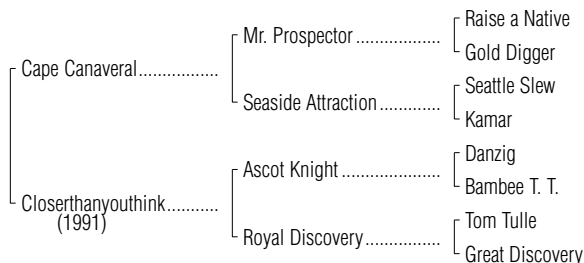 Raise a Native
Mr. Prospector ..................
Gold Digger
Cape Canaveral.................
Seattle Slew
Seaside Attraction.............
Kamar
Danzig
Ascot Knight .....................
Bambee T. T.
Closerthanyouthink...........
(1991)
Tom Tulle
Royal Discovery................
Great Discovery